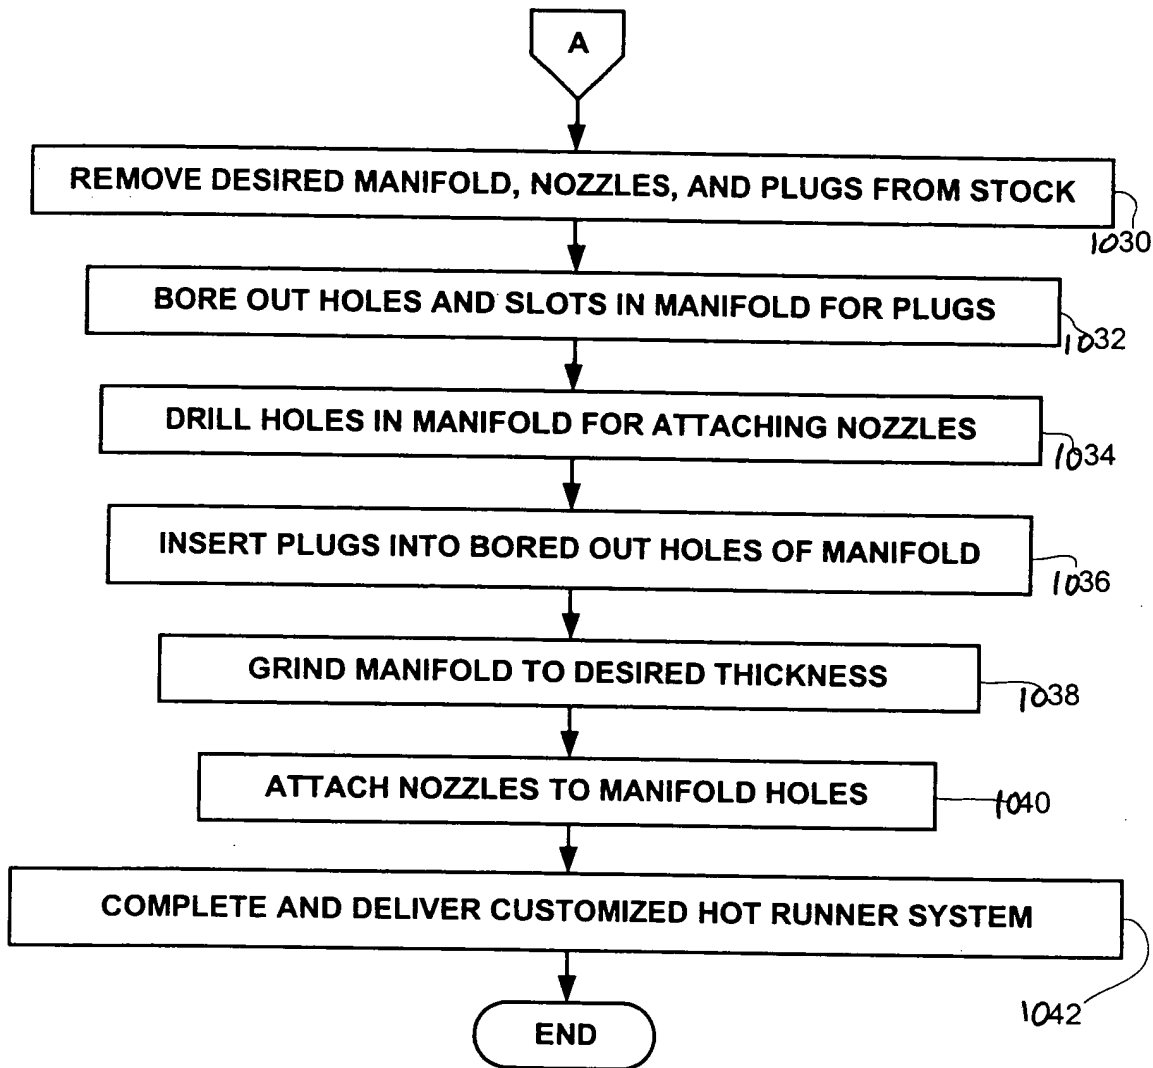 A
REMOVE DESIRED MANIFOLD, NOZZLES, AND PLUGS FROM STOCK
1030
BORE OUT HOLES AND SLOTS IN MANIFOLD FOR PLUGS
1032
DRILL HOLES IN MANIFOLD FOR ATTACHING NOZZLES
1034
INSERT PLUGS INTO BORED OUT HOLES OF MANIFOLD
1036
GRIND MANIFOLD TO DESIRED THICKNESS
1038
ATTACH NOZZLES TO MANIFOLD HOLES
1040
COMPLETE AND DELIVER CUSTOMIZED HOT RUNNER SYSTEM
1042
END